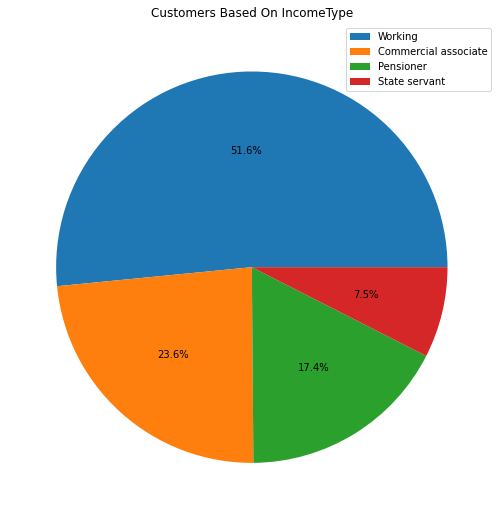 Customers Based On IncomeType
Working
Commercial associate
Pensioner
State servant
51.6%
7.5%
23.6%
17.4%